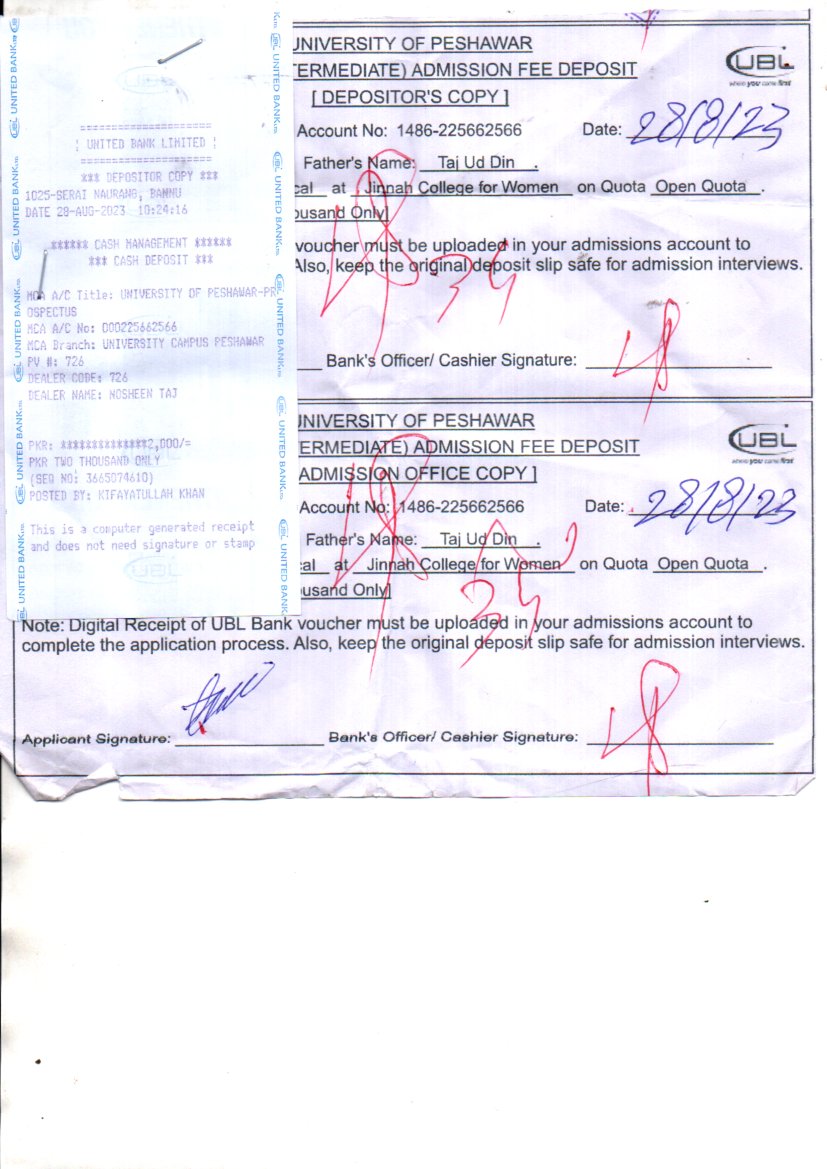 =====================
| UNITED BANK LIMITED |
=====================
*** DEPOSITOR COPY ***
1025-SERAI NAURANG, BANNU
DATE 28-AUG-2023 10:24:16
****** CASH MANAGEMENT ******
*** CASH DEPOSIT ***
MCA A/C Title: UNIVERSITY OF PESHAWAR-PR
OSPECTUS
MCA A/C No: 000225662566
MCA Branch: UNIVERSITY CAMPUS PESHAWAR
PV #: 726
DEALER CODE: 726
DEALER NAME: NOSHEEN TAJ
PKR: **************2,000/=
PKR TWO THOUSAND ONLY
(SEQ NO: 3665074610)
POSTED BY: KIFAYATULLAH KHAN
This is a computer generated receipt
and does not need signature or stamp
UBL UNITED BANK
UNIVERSITY OF PESHAWAR
TERMEDIATE) ADMISSION FEE DEPOSIT
[ DEPOSITOR'S COPY ]
UBL
where you come first
Account No: 1486-225662566 Date: 28/8/23
Father's Name: Taj Ud Din .
cal at Jinnah College for Women on Quota Open Quota .
ousand Only]
voucher must be uploaded in your admissions account to
Also, keep the original deposit slip safe for admission interviews.
Bank's Officer/ Cashier Signature:
UNIVERSITY OF PESHAWAR
ERMEDIATE) ADMISSION FEE DEPOSIT
ADMISSION OFFICE COPY ]
UBL
where you come first
Account No: 1486-225662566 Date: 28/8/23
Father's Name: Taj Ud Din .
cal at Jinnah College for Women on Quota Open Quota .
usand Only]
Note: Digital Receipt of UBL Bank voucher must be uploaded in your admissions account to
complete the application process. Also, keep the original deposit slip safe for admission interviews.
Applicant Signature: Bank's Officer/ Cashier Signature: